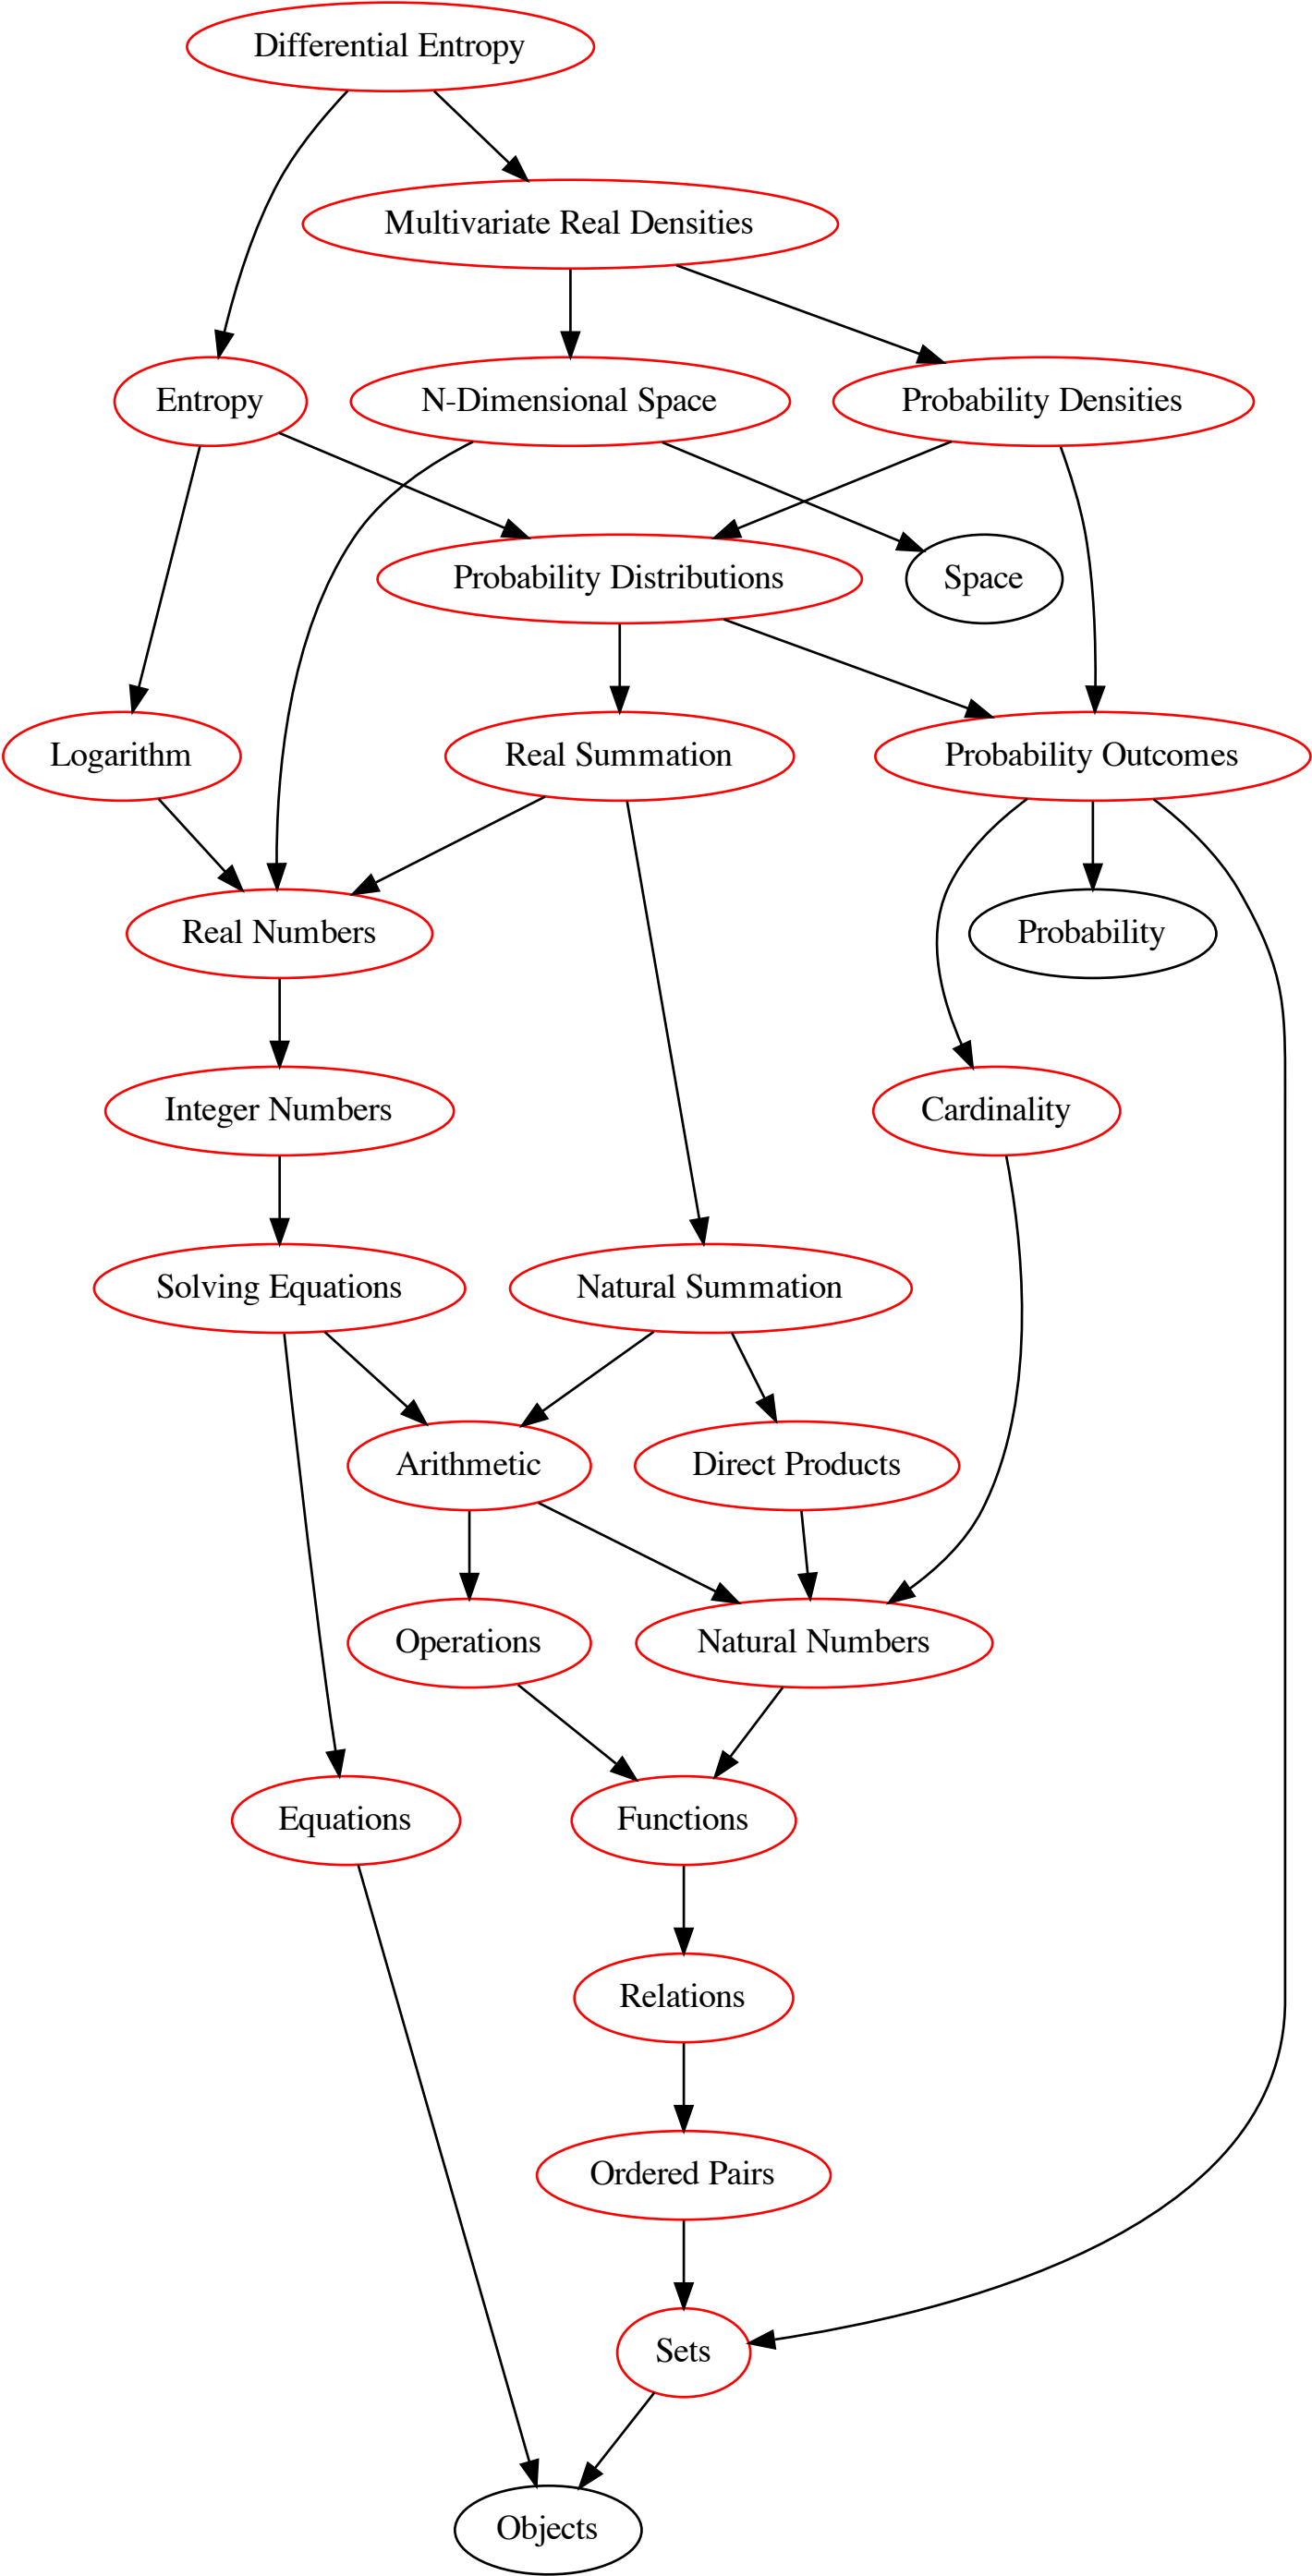 Differential Entropy
Multivariate Real Densities
Entropy
N-Dimensional Space
Probability Densities
Probability Distributions
Space
Logarithm
Real Summation
Probability Outcomes
Real Numbers
Probability
Integer Numbers
Cardinality
Solving Equations
Natural Summation
Arithmetic
Direct Products
Operations
Natural Numbers
Equations
Functions
Relations
Ordered Pairs
Sets
Objects